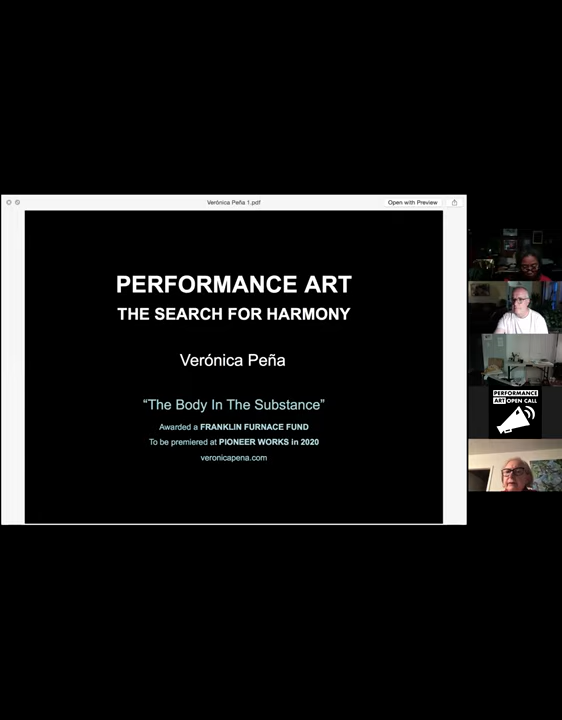 Verónica Peña 1.pdf
Open with Preview
PERFORMANCE ART
THE SEARCH FOR HARMONY
Verónica Peña
“The Body In The Substance”
Awarded a FRANKLIN FURNACE FUND
To be premiered at PIONEER WORKS in 2020
veronicapena.com
PERFORMANCE
ART OPEN CALL